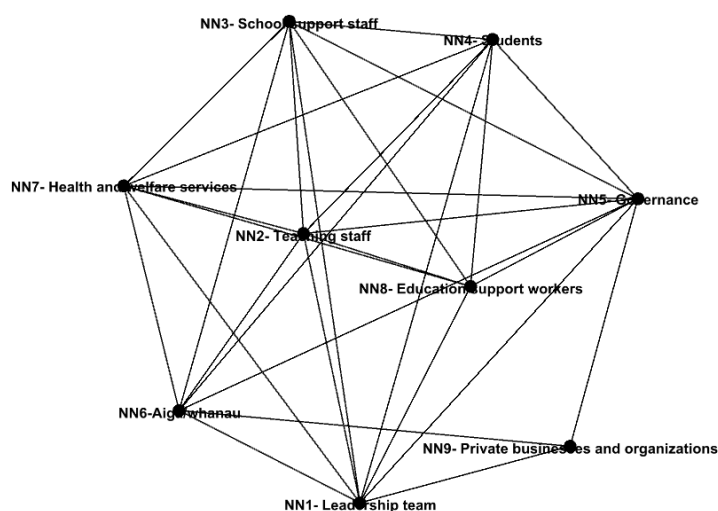 NN3- School support staff
NN4- Students
NN7- Health and welfare services
NN5- Governance
NN2- Teaching staff
NN8- Education support workers
NN6-Aiga/whanau
NN9- Private businesses and organizations
NN1- Leadership team